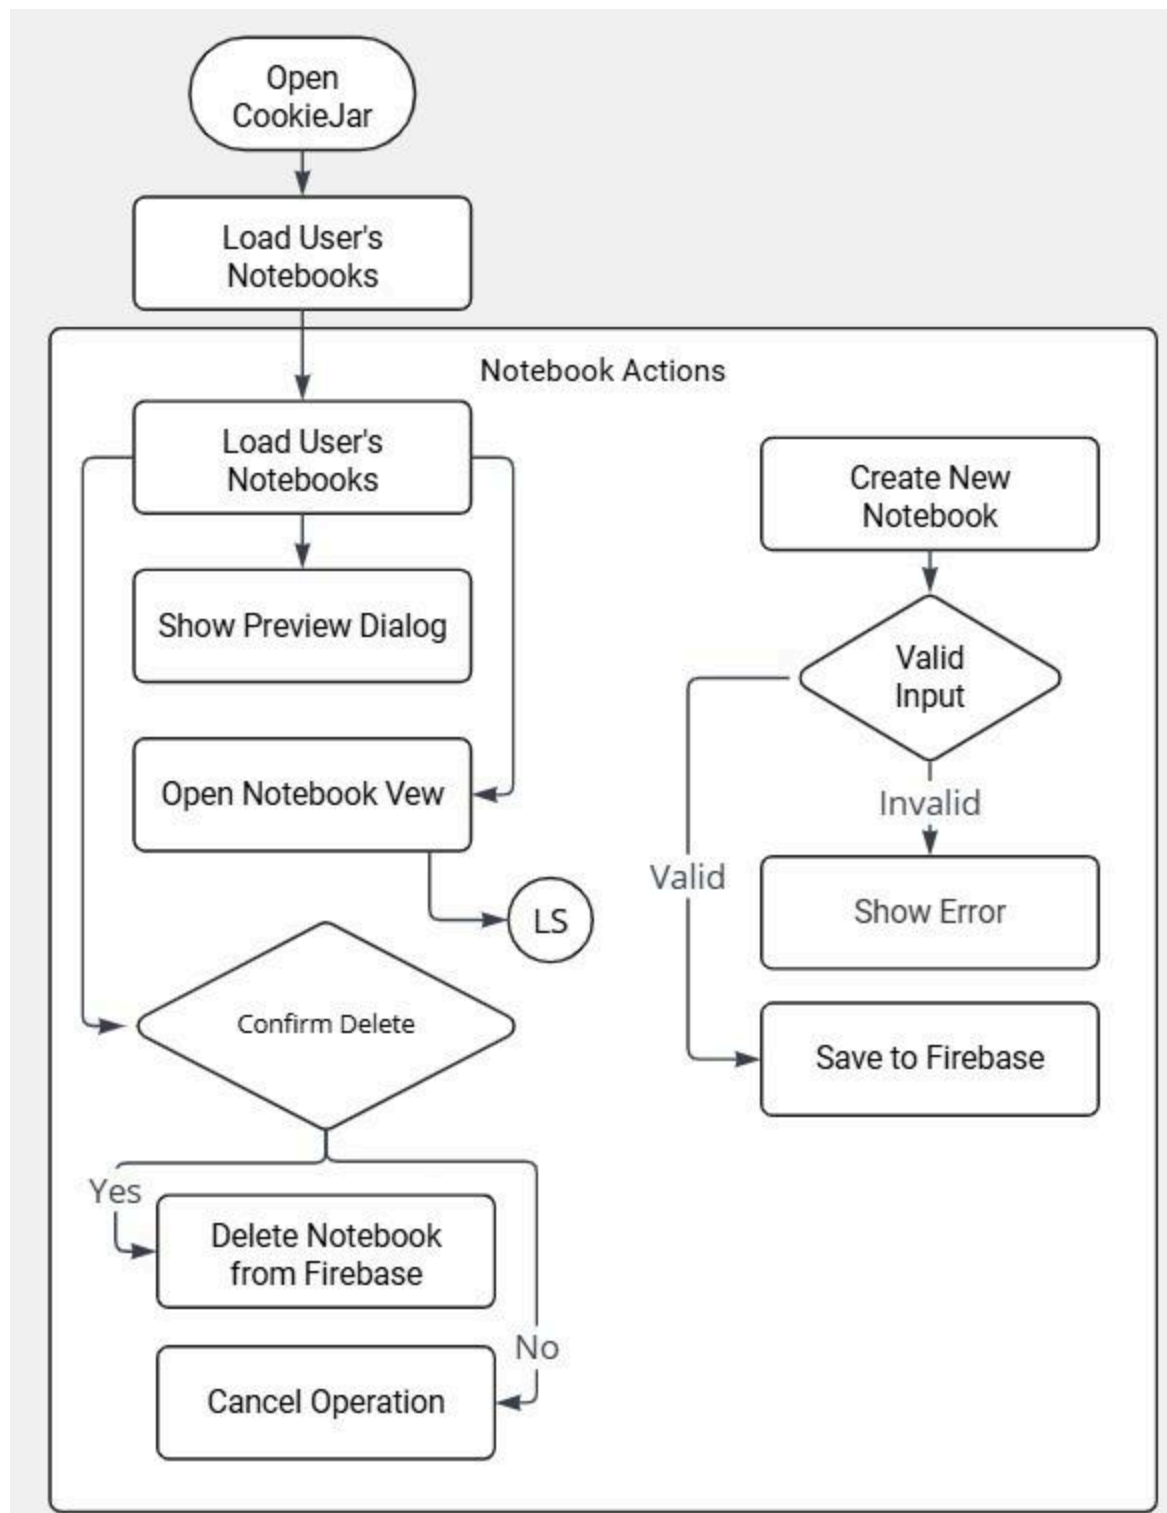 Open
CookieJar
Load User's
Notebooks
Notebook Actions
Load User's
Notebooks
Show Preview Dialog
Open Notebook Vew
LS
Confirm Delete
Yes
Delete Notebook
from Firebase
No
Cancel Operation
Create New
Notebook
Valid
Input
Invalid
Valid
Show Error
Save to Firebase